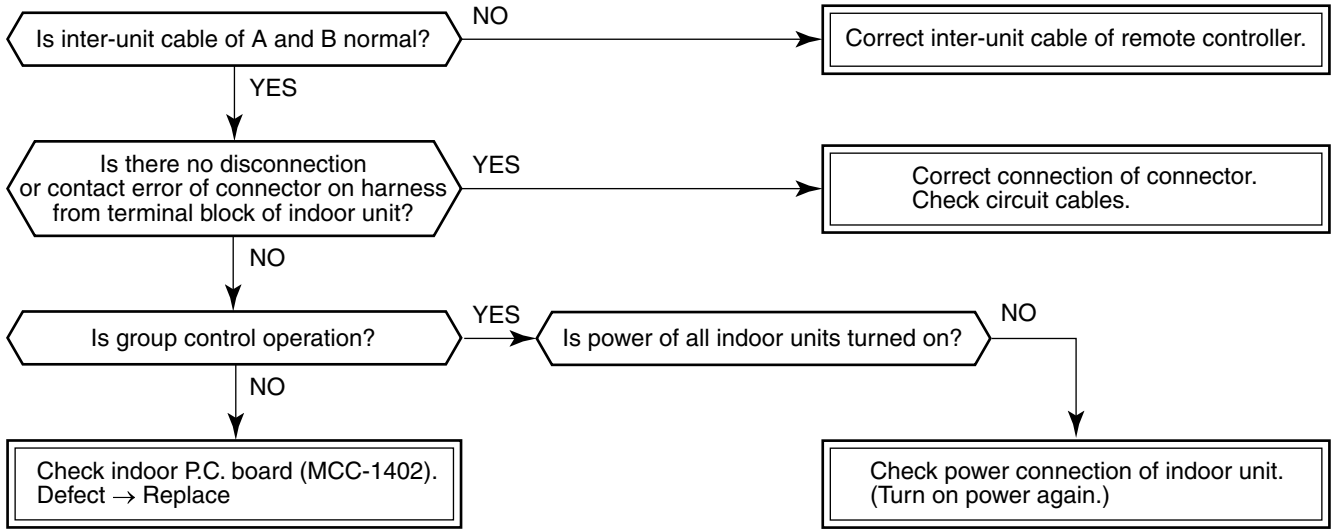 Is inter-unit cable of A and B normal?
NO
Correct inter-unit cable of remote controller.
YES
Is there no disconnection
or contact error of connector on harness
from terminal block of indoor unit?
YES
Correct connection of connector.
Check circuit cables.
NO
Is group control operation?
YES
Is power of all indoor units turned on?
NO
NO
Check indoor P.C. board (MCC-1402).
Defect → Replace
Check power connection of indoor unit.
(Turn on power again.)